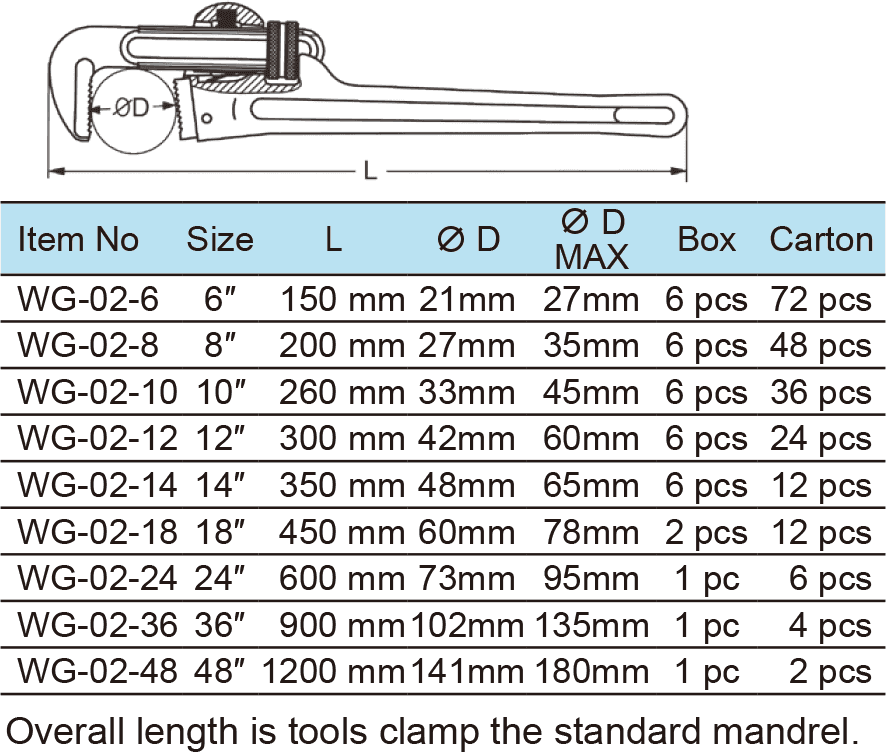 ØD
L
Item No Size L Ø D Ø D MAX Box Carton
WG-02-6 6″ 150 mm 21mm 27mm 6 pcs 72 pcs
WG-02-8 8″ 200 mm 27mm 35mm 6 pcs 48 pcs
WG-02-10 10″ 260 mm 33mm 45mm 6 pcs 36 pcs
WG-02-12 12″ 300 mm 42mm 60mm 6 pcs 24 pcs
WG-02-14 14″ 350 mm 48mm 65mm 6 pcs 12 pcs
WG-02-18 18″ 450 mm 60mm 78mm 2 pcs 12 pcs
WG-02-24 24″ 600 mm 73mm 95mm 1 pc 6 pcs
WG-02-36 36″ 900 mm 102mm 135mm 1 pc 4 pcs
WG-02-48 48″ 1200 mm 141mm 180mm 1 pc 2 pcs
Overall length is tools clamp the standard mandrel.